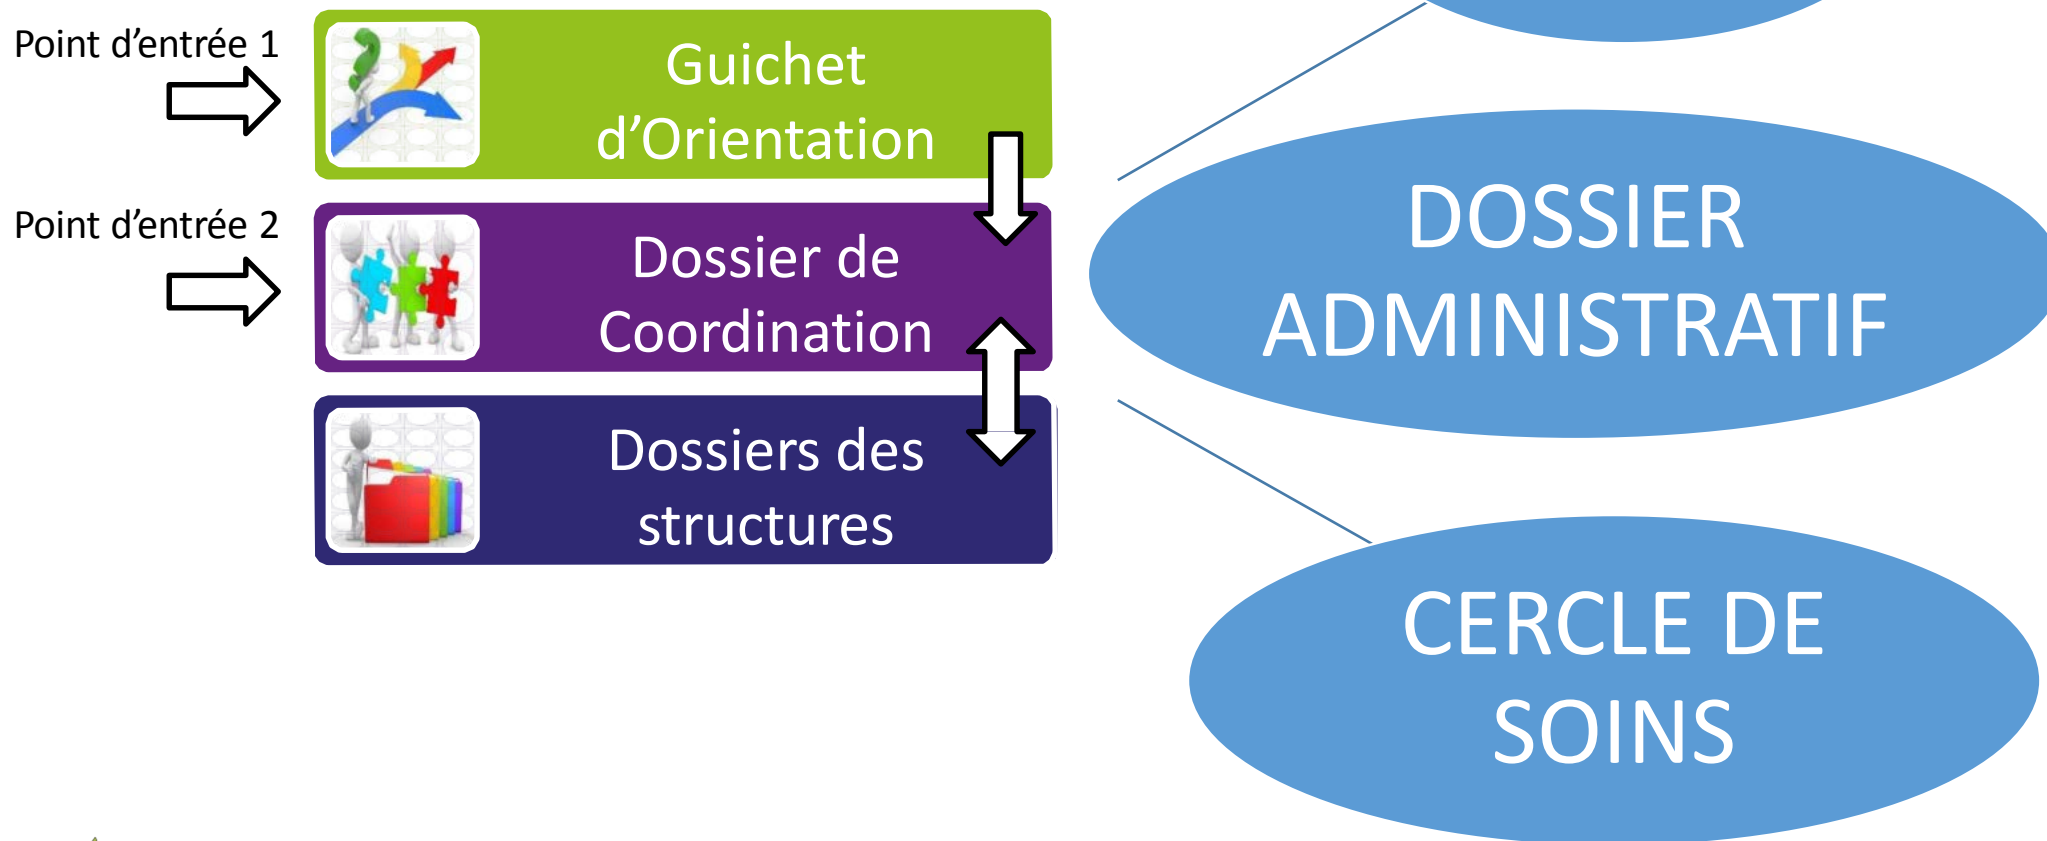 Point d’entrée 1
Guichet
d’Orientation
Point d’entrée 2
Dossier de
Coordination
Dossiers des
structures
DOSSIER
ADMINISTRATIF
CERCLE DE
SOINS